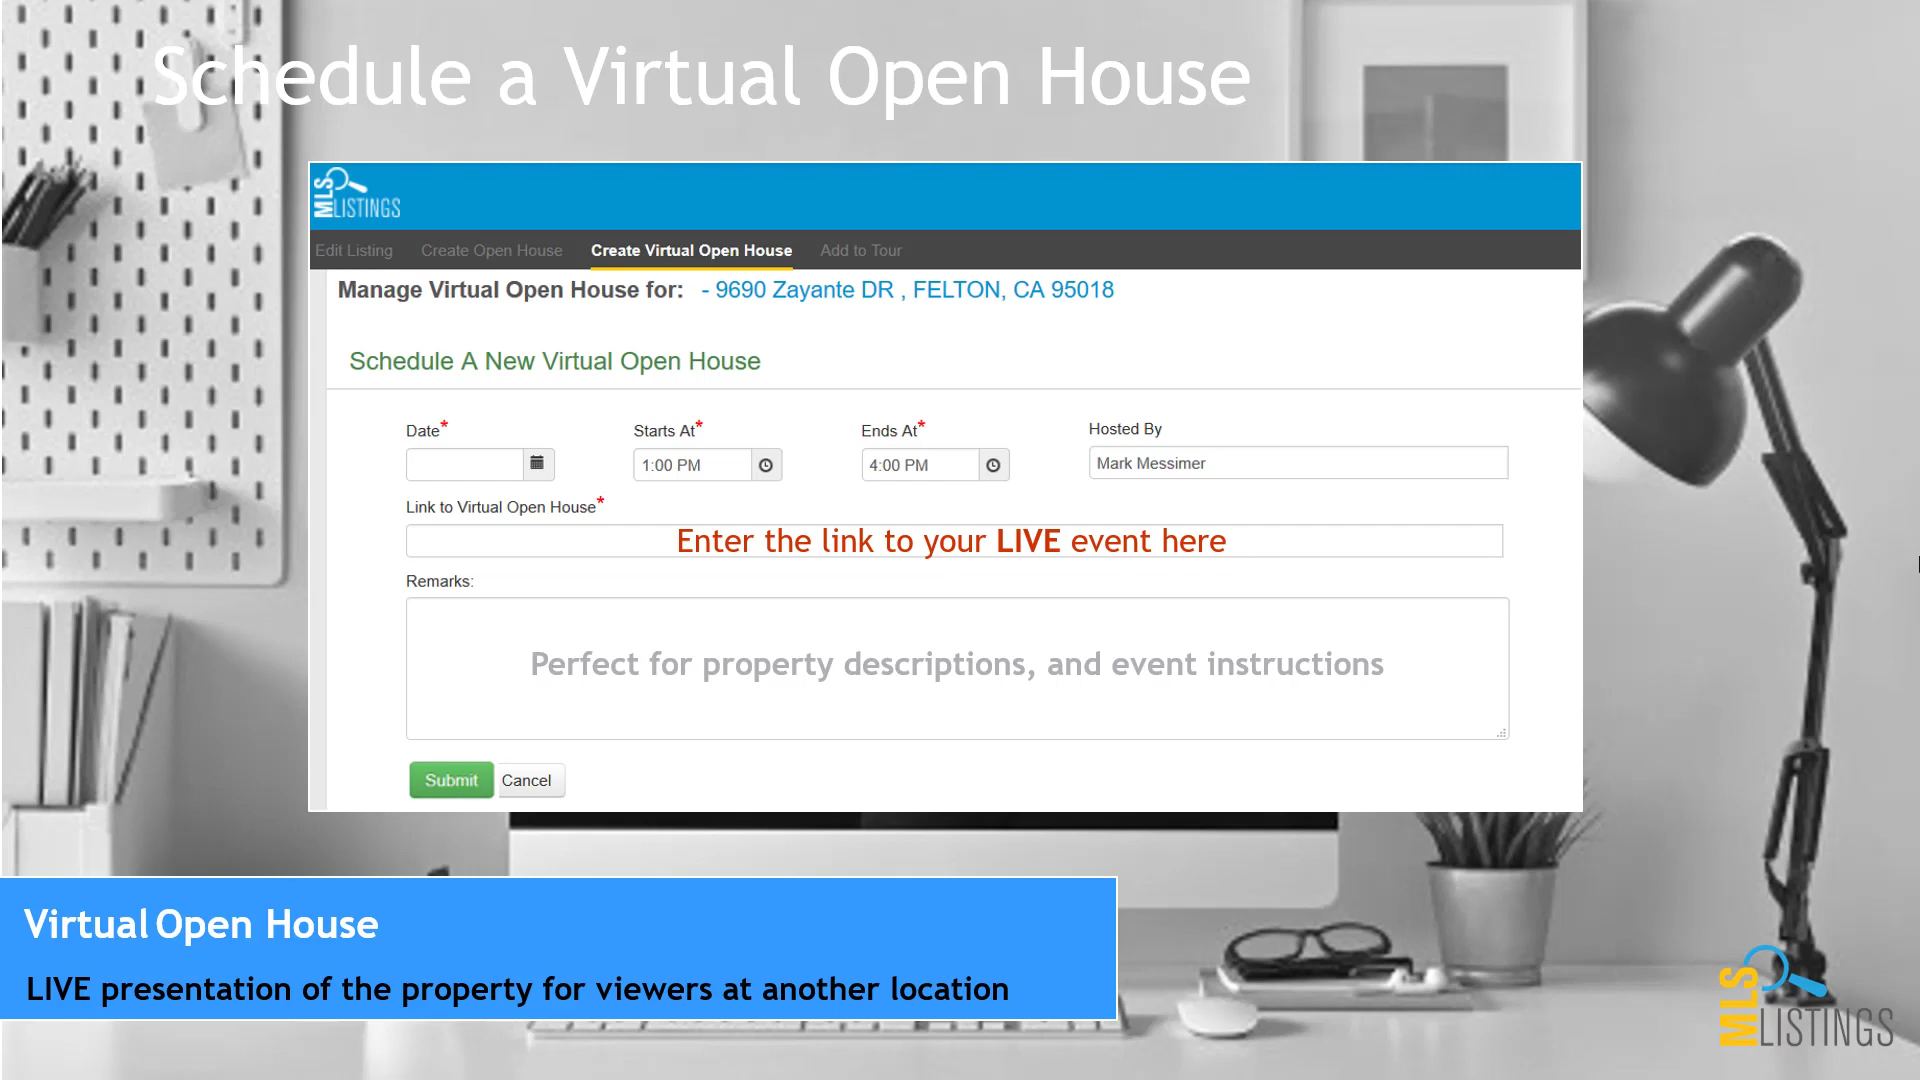 Schedule a Virtual Open House
MLS
LISTINGS
Edit Listing Create Open House Create Virtual Open House Add to Tour
Manage Virtual Open House for: - 9690 Zayante DR , FELTON, CA 95018
Schedule A New Virtual Open House
Date* Starts At* Ends At* Hosted By
1:00 PM 4:00 PM Mark Messimer
Link to Virtual Open House*
Enter the link to your LIVE event here
Remarks:
Perfect for property descriptions, and event instructions
Submit Cancel
Virtual Open House
LIVE presentation of the property for viewers at another location
MLS
LISTINGS